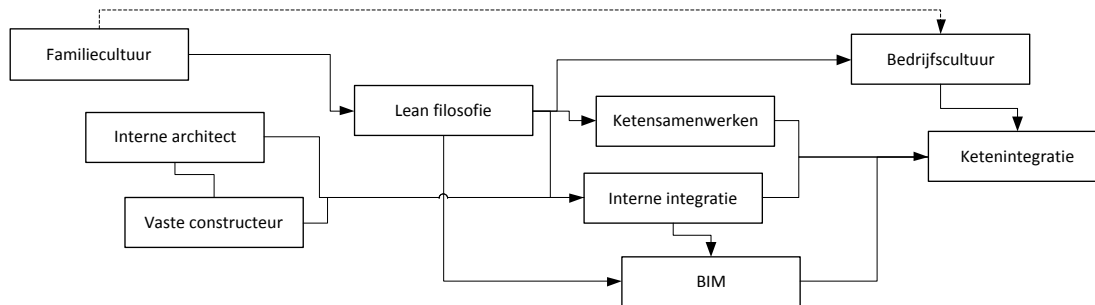 Familiecultuur
Bedrijfscultuur
Lean filosofie
Ketensamenwerken
Interne architect
Ketenintegratie
Interne integratie
Vaste constructeur
BIM